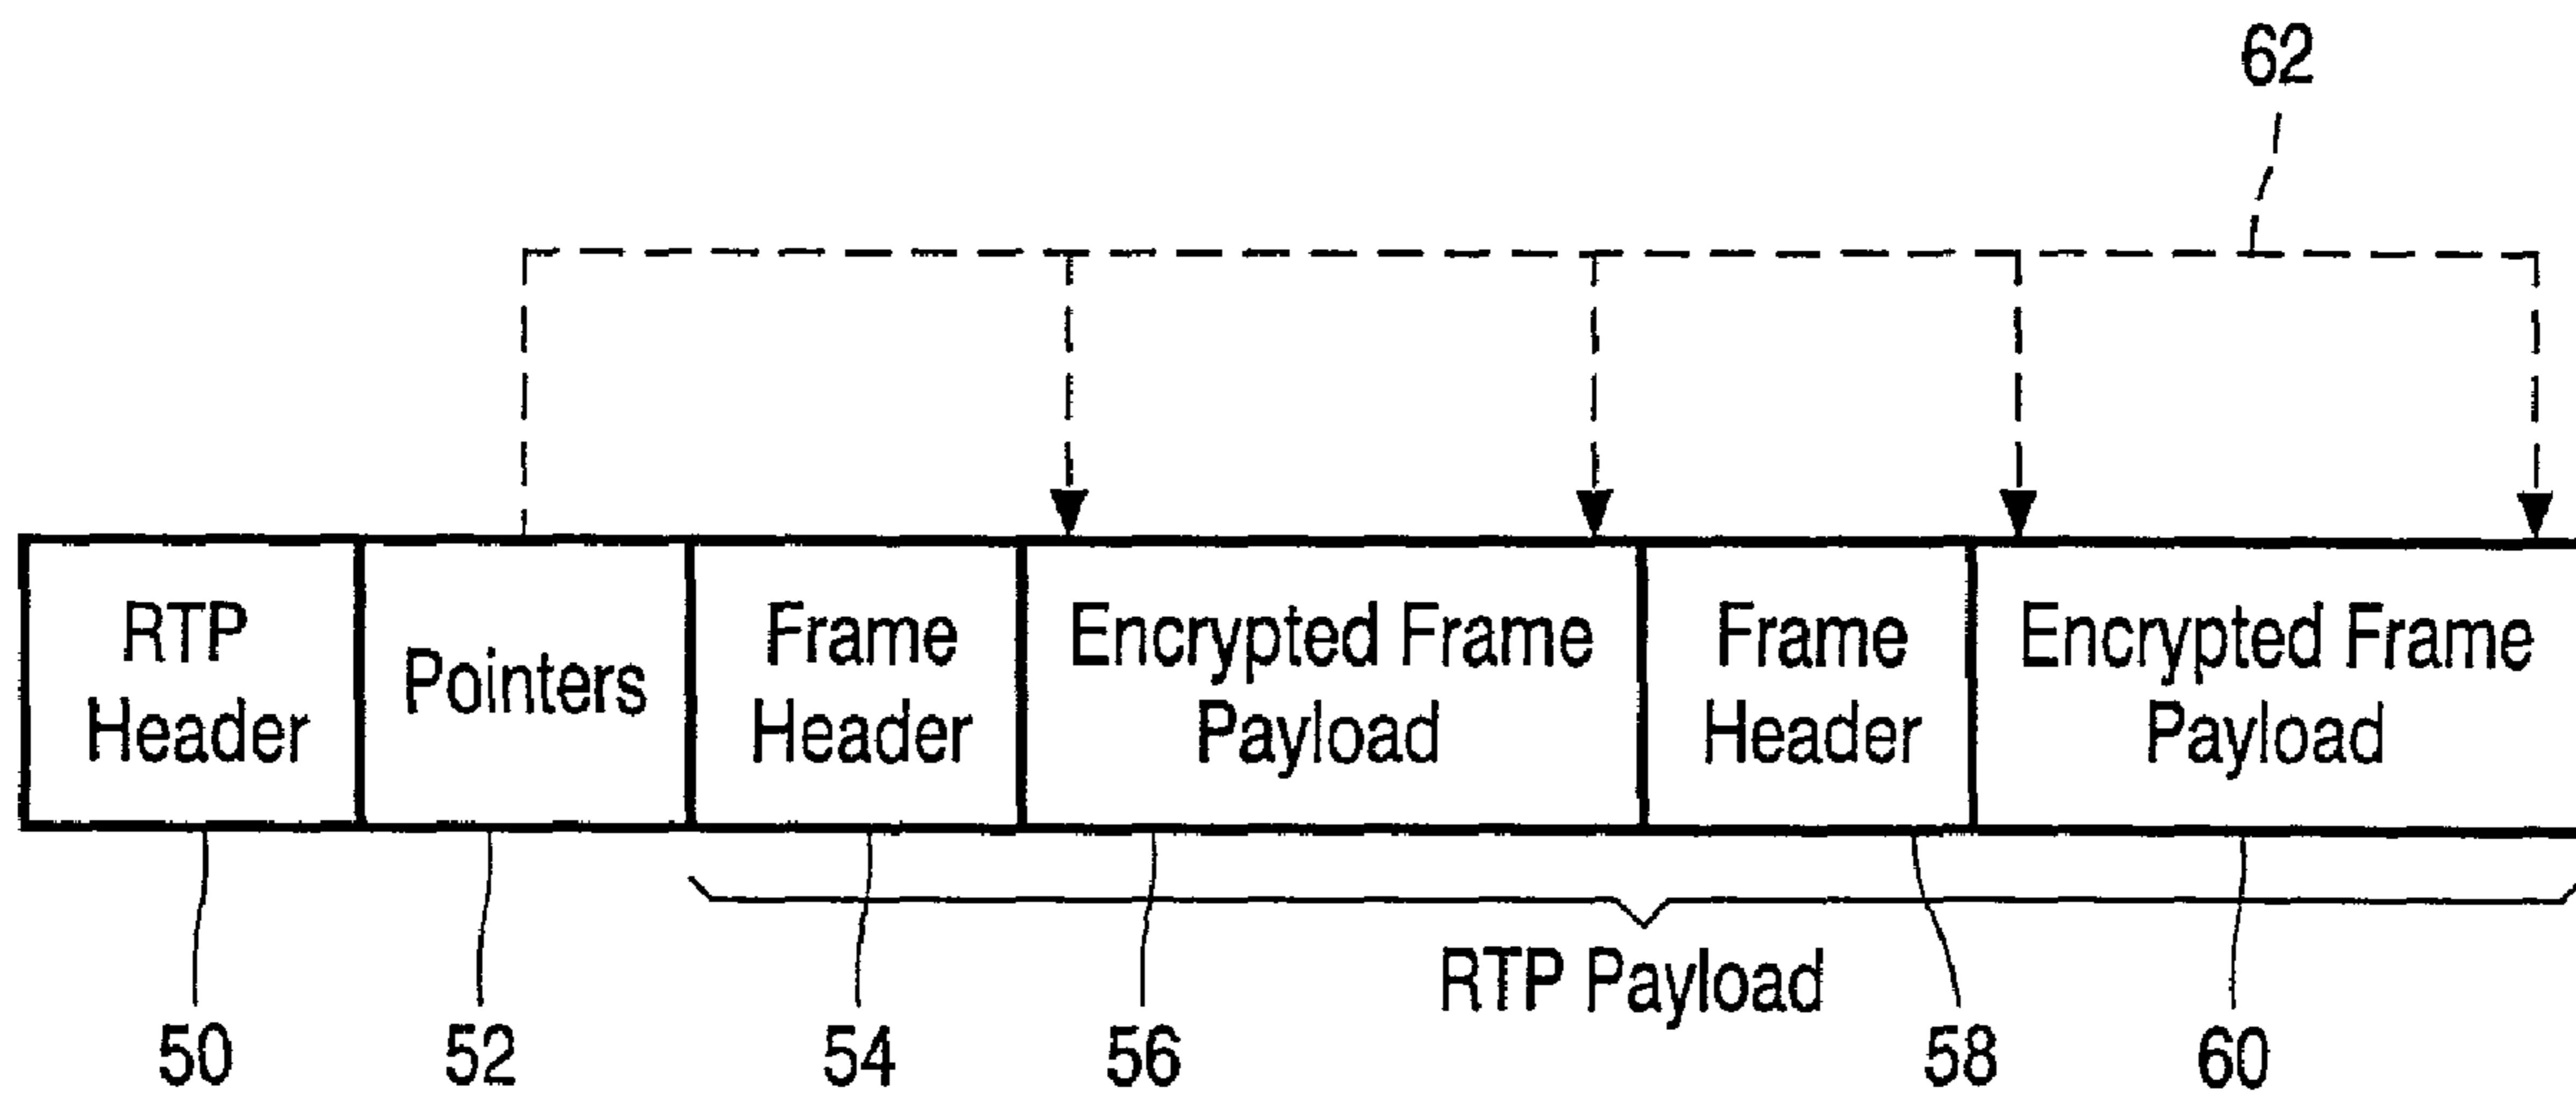 62
RTP
Header
Pointers
Frame
Header
Encrypted Frame
Payload
Frame
Header
Encrypted Frame
Payload
RTP Payload
50
52
54
56
58
60